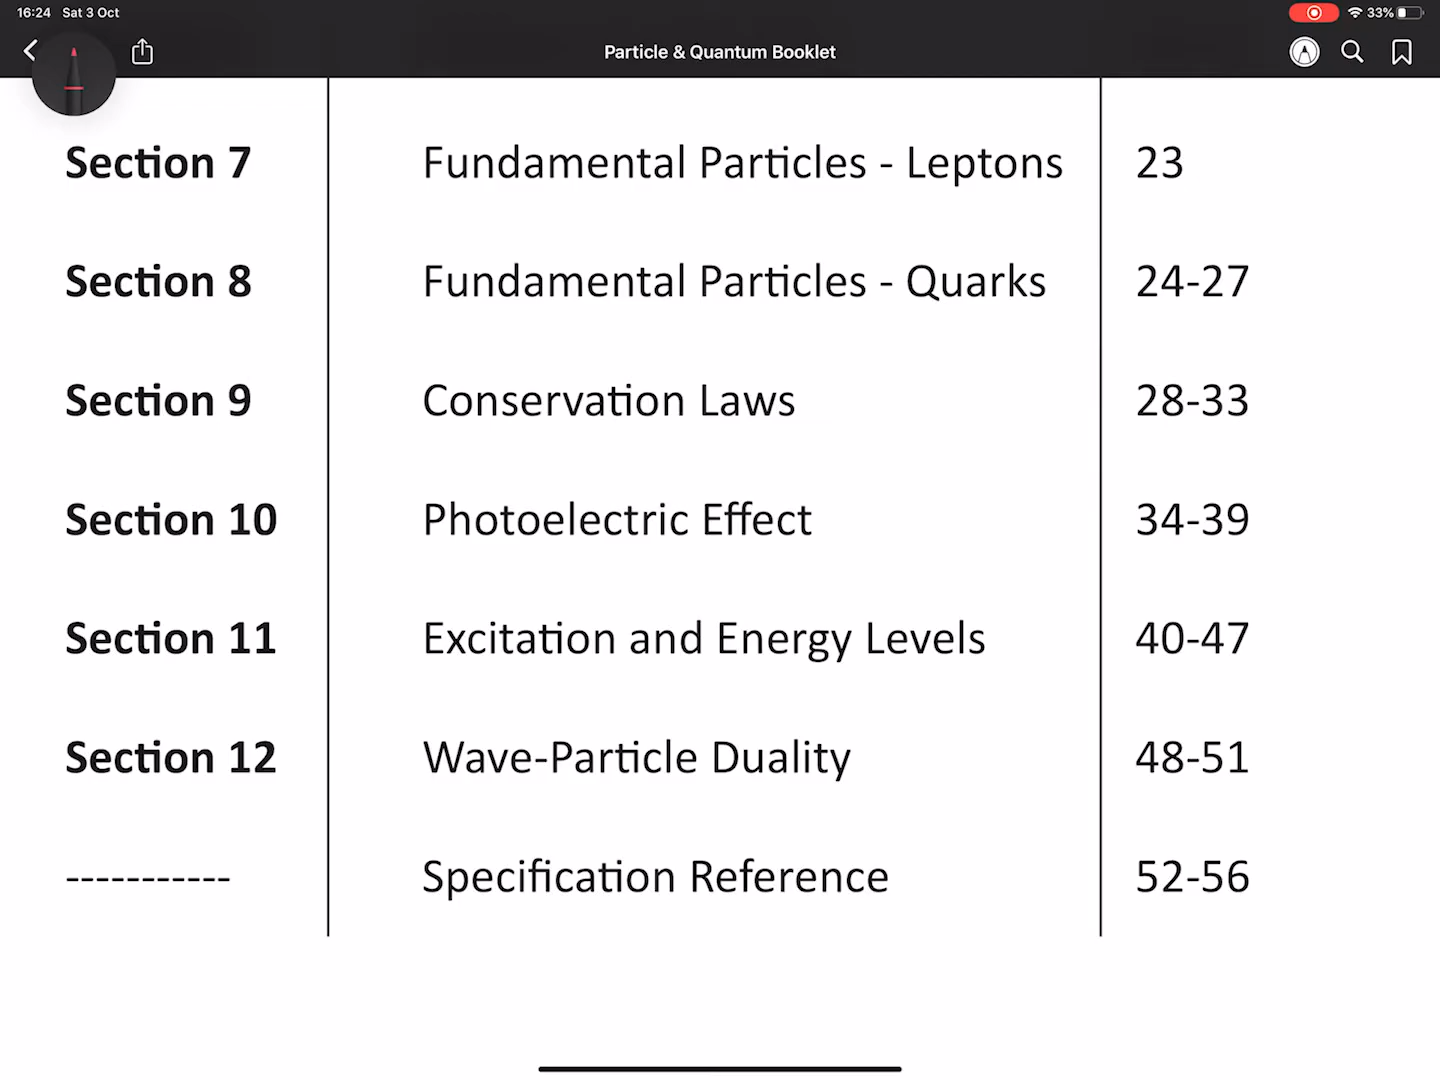 16:24 Sat 3 Oct 33%
Particle & Quantum Booklet
Section 7 Fundamental Particles - Leptons 23
Section 8 Fundamental Particles - Quarks 24-27
Section 9 Conservation Laws 28-33
Section 10 Photoelectric Effect 34-39
Section 11 Excitation and Energy Levels 40-47
Section 12 Wave-Particle Duality 48-51
----------- Specification Reference 52-56